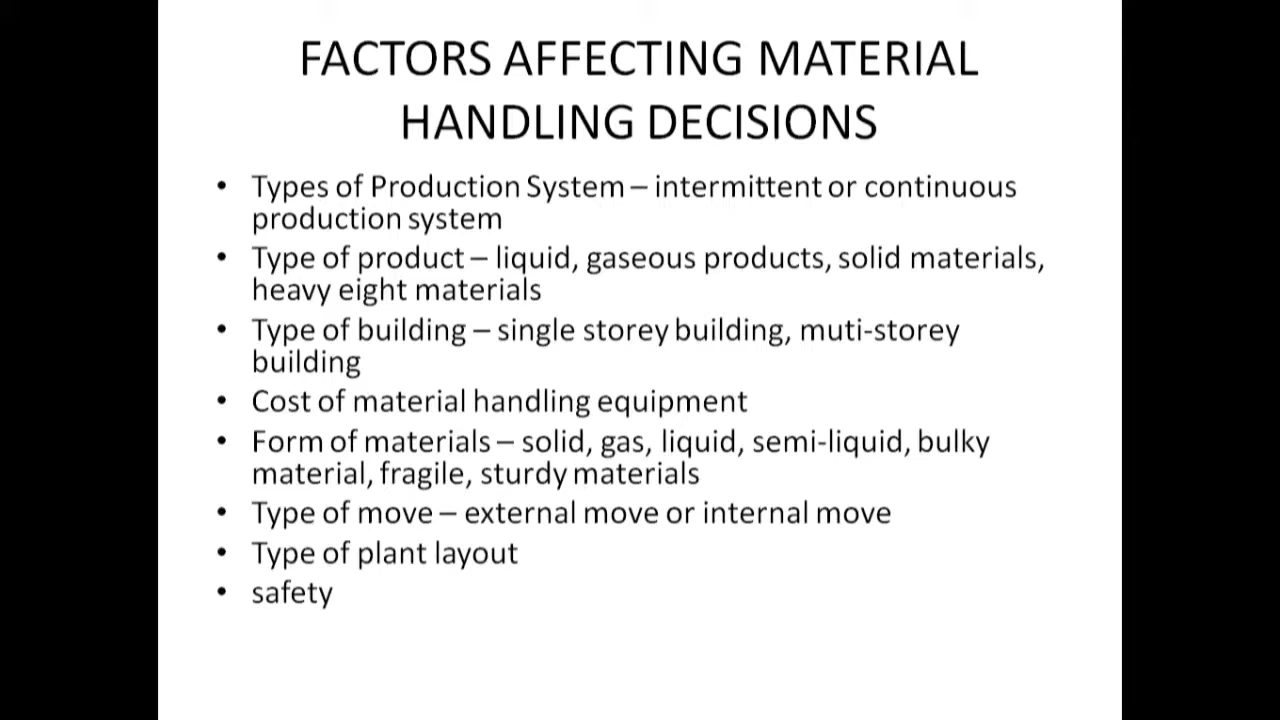 FACTORS AFFECTING MATERIAL
HANDLING DECISIONS
• Types of Production System – intermittent or continuous
production system
• Type of product – liquid, gaseous products, solid materials,
heavy eight materials
• Type of building – single storey building, muti-storey
building
• Cost of material handling equipment
• Form of materials – solid, gas, liquid, semi-liquid, bulky
material, fragile, sturdy materials
• Type of move – external move or internal move
• Type of plant layout
• safety